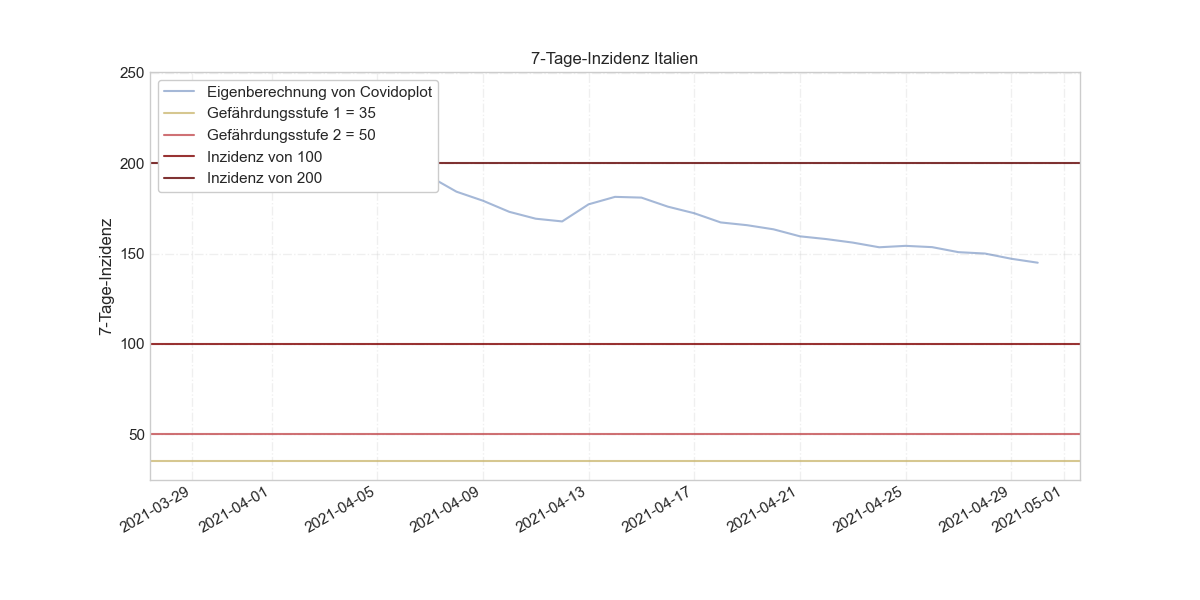 7-Tage-Inzidenz Italien
250
200
150
100
50
7-Tage-Inzidenz
Eigenberechnung von Covidoplot
Gefährdungsstufe 1 = 35
Gefährdungsstufe 2 = 50
Inzidenz von 100
Inzidenz von 200
2021-03-29
2021-04-01
2021-04-05
2021-04-09
2021-04-13
2021-04-17
2021-04-21
2021-04-25
2021-04-29
2021-05-01